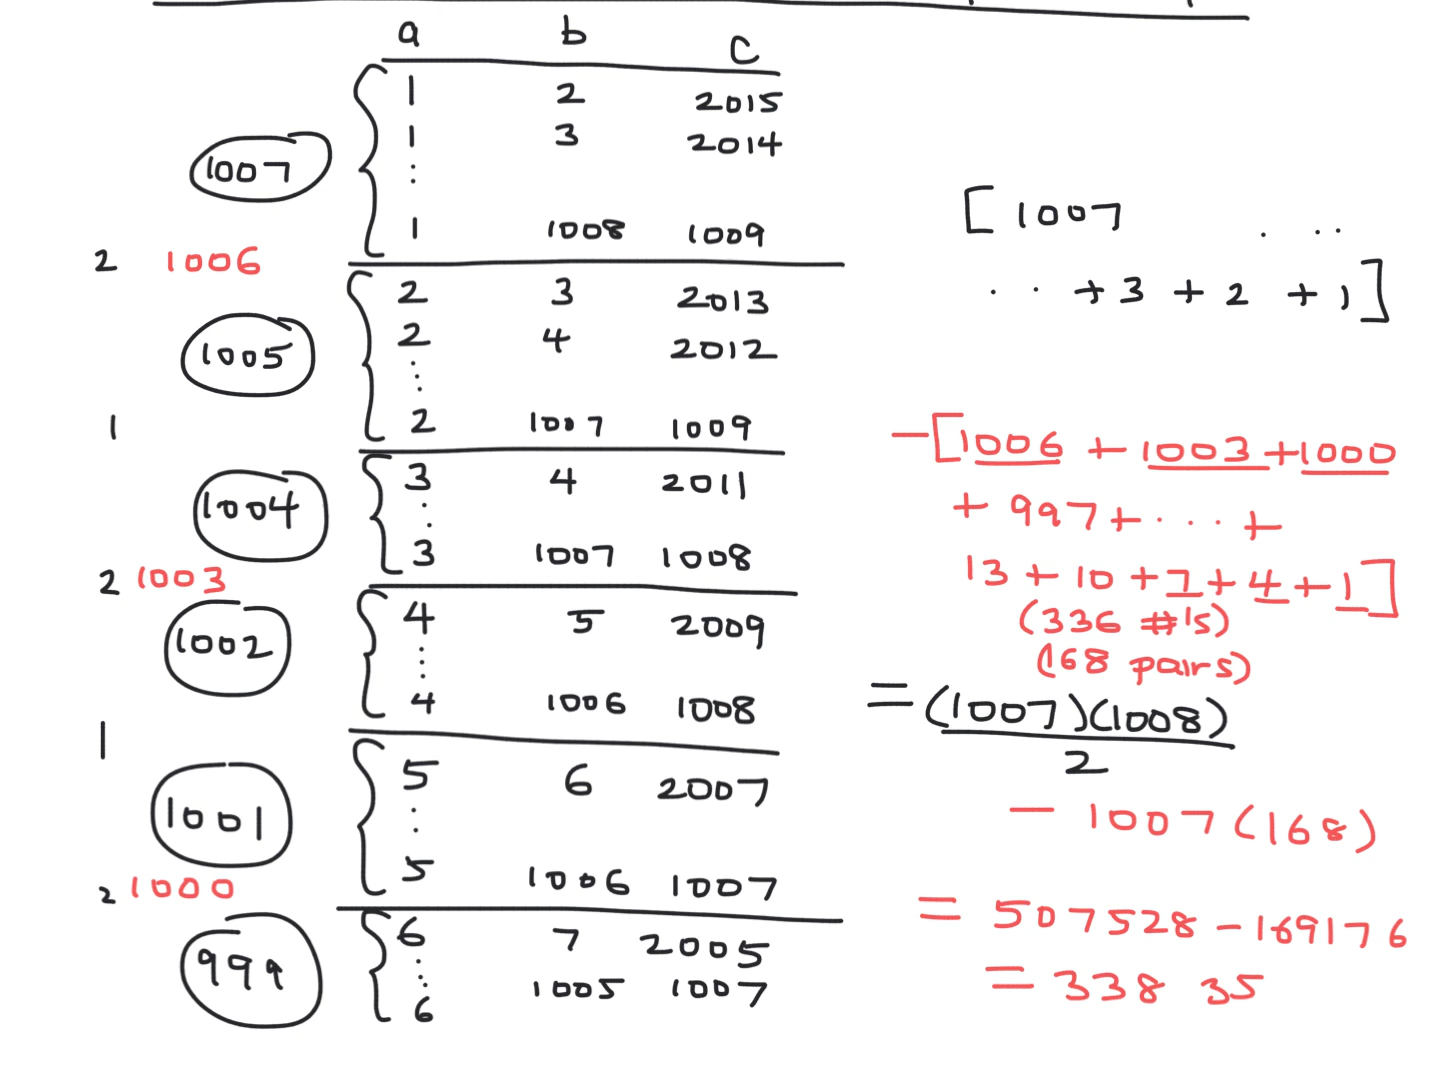 a b c
1 2 2015
1 3 2014
1007 ⋮
1 1008 1009
2 1006
2 3 2013
2 4 2012
1005 ⋮
2 1007 1009
1
3 4 2011
1004 ⋮
3 1007 1008
2 1003
4 5 2009
1002 ⋮
4 1006 1008
1
5 6 2007
1001 ⋮
5 1006 1007
2 1000
6 7 2005
999 ⋮ 1005 1007
6
[1007 . . .
. . + 3 + 2 + 1]
-[1006 + 1003 + 1000
+ 997 + . . . +
13 + 10 + 7 + 4 + 1]
(336 #'s)
(168 pairs)
= (1007)(1008)
2
- 1007(168)
= 507528 - 169176
= 338 35